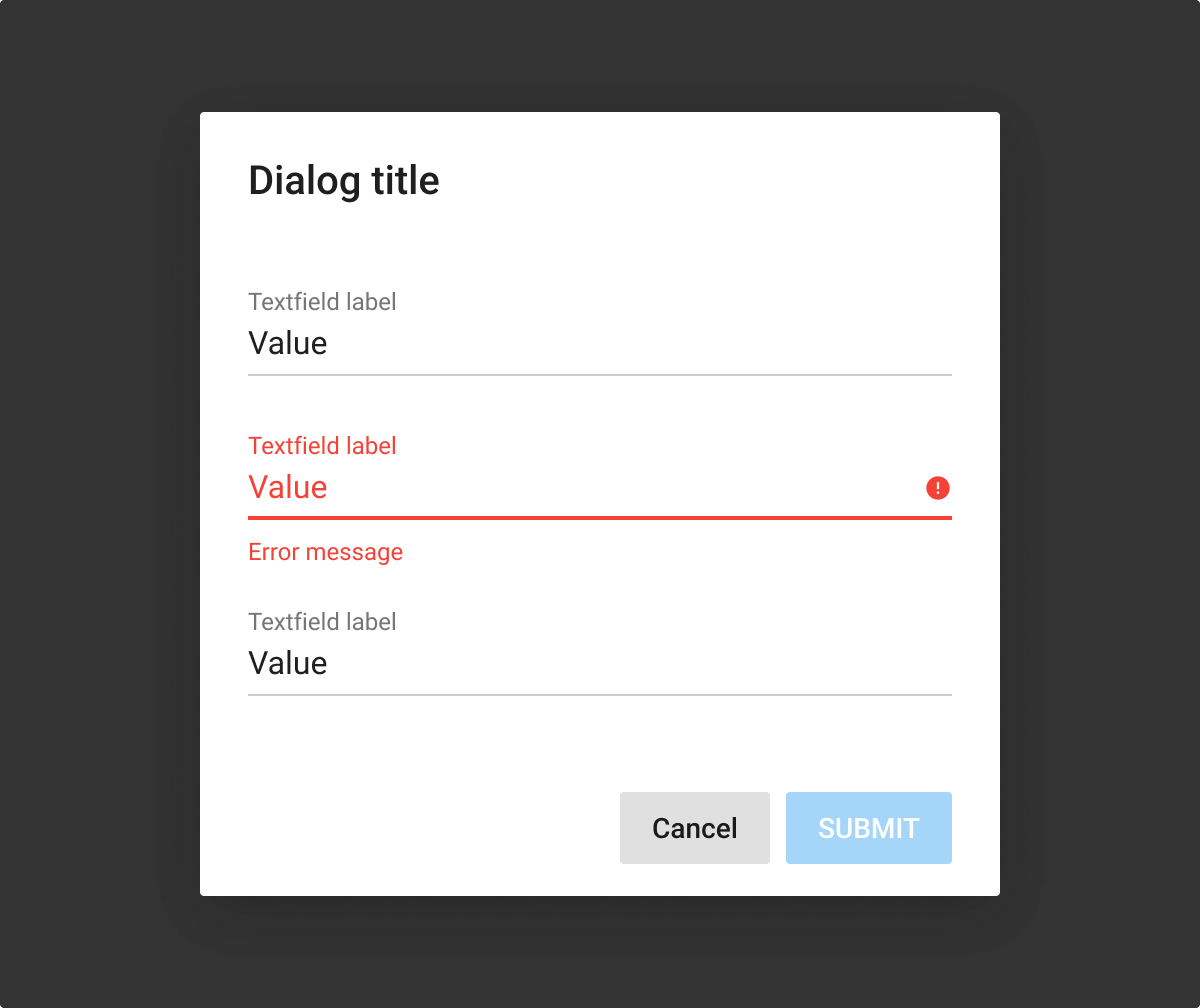 Dialog title
Textfield label
Value
Textfield label
Value
Error message
Textfield label
Value
Cancel
SUBMIT